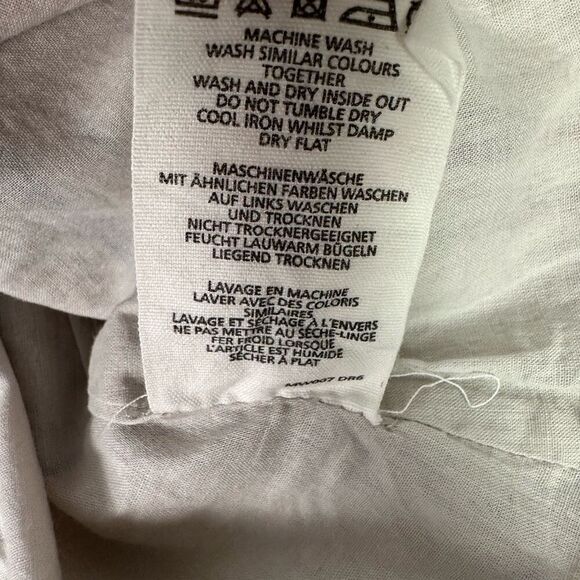 MACHINE WASH
WASH SIMILAR COLOURS
TOGETHER
WASH AND DRY INSIDE OUT
DO NOT TUMBLE DRY
COOL IRON WHILST DAMP
DRY FLAT
MASCHINENWÄSCHE
MIT ÄHNLICHEN FARBEN WASCHEN
AUF LINKS WASCHEN
UND TROCKNEN
NICHT TROCKNERGEEIGNET
FEUCHT LAUWARM BÜGELN
LIEGEND TROCKNEN
LAVAGE EN MACHINE
LAVER AVEC DES COLORIS
SIMILAIRES
LAVAGE ET SÉCHAGE À L'ENVERS
NE PAS METTRE AU SÈCHE-LINGE
FER FROID LORSQUE
L'ARTICLE EST HUMIDE
SÉCHER À PLAT
MW007 DR6